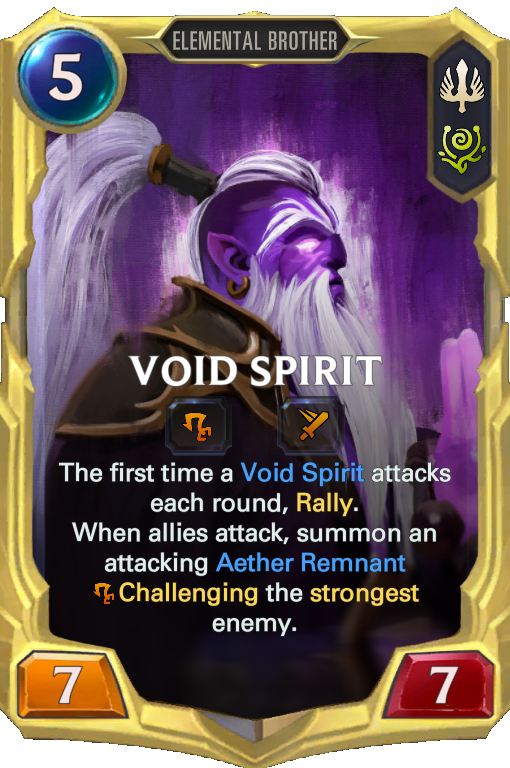 ELEMENTAL BROTHER
5
VOID SPIRIT
The first time a Void Spirit attacks
each round, Rally.
When allies attack, summon an
attacking Aether Remnant
Challenging the strongest
enemy.
7
7